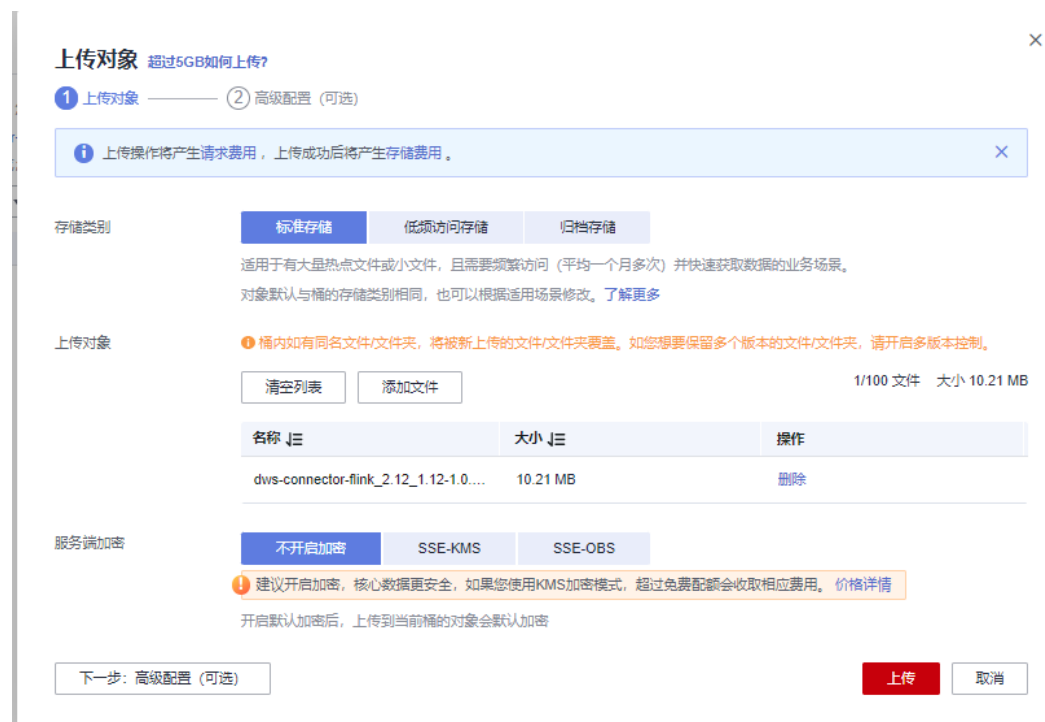 上传对象 超过5GB如何上传?
1 上传对象 2 高级配置（可选）
上传操作将产生请求费用，上传成功后将产生存储费用。
存储类别 标准存储 低频访问存储 归档存储
适用于有大量热点文件或小文件，且需要频繁访问（平均一个月多次）并快速获取数据的业务场景。
对象默认与桶的存储类别相同，也可以根据适用场景修改。了解更多
上传对象 桶内如有同名文件/文件夹，将被新上传的文件/文件夹覆盖。如您想要保留多个版本的文件/文件夹，请开启多版本控制。
清空列表 添加文件 1/100 文件 大小 10.21 MB
名称 大小 操作
dws-connector-flink_2.12_1.12-1.0.... 10.21 MB 删除
服务端加密 不开启加密 SSE-KMS SSE-OBS
建议开启加密，核心数据更安全，如果您使用KMS加密模式，超过免费配额会收取相应费用。价格详情
开启默认加密后，上传到当前桶的对象会默认加密
下一步：高级配置（可选） 上传 取消